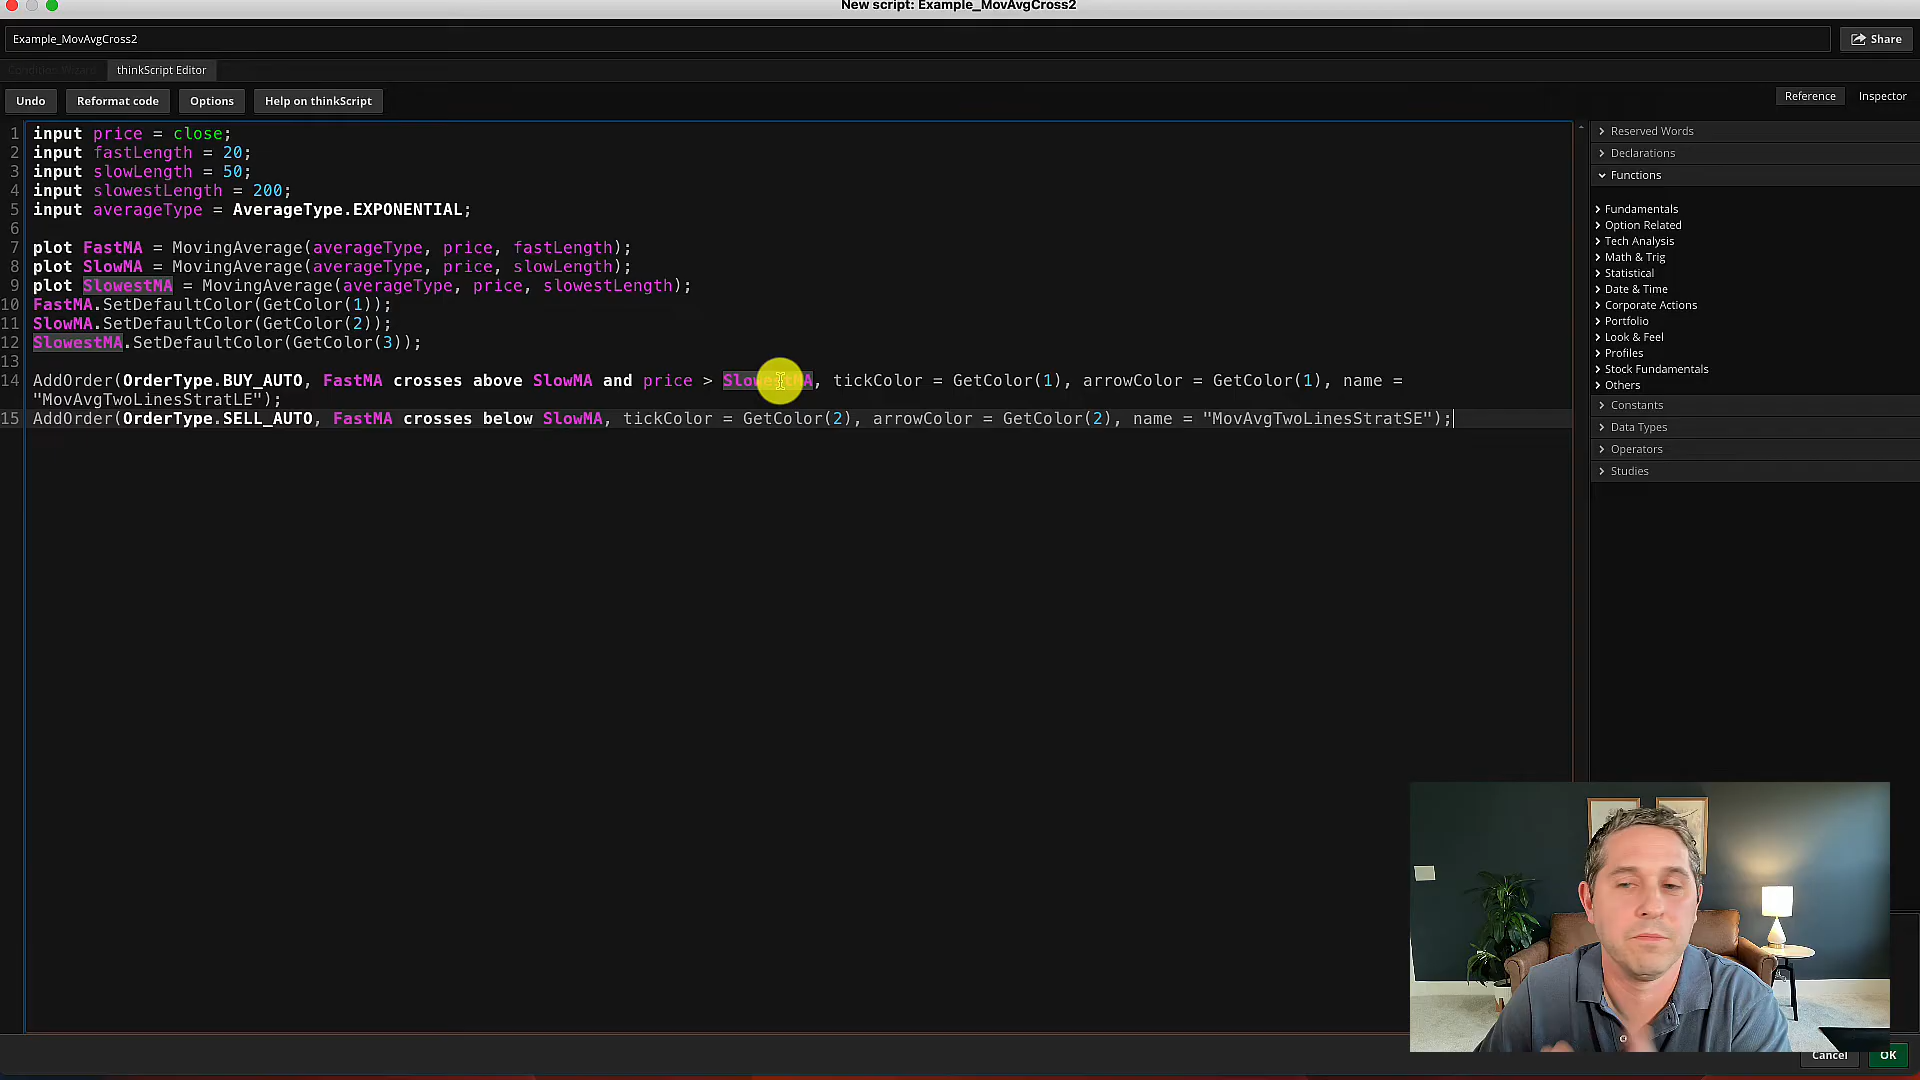 New script: Example_MovAvgCross2
Example_MovAvgCross2
Share
Condition Wizard
thinkScript Editor
Undo
Reformat code
Options
Help on thinkScript
Reference
Inspector
1 input price = close;
2 input fastLength = 20;
3 input slowLength = 50;
4 input slowestLength = 200;
5 input averageType = AverageType.EXPONENTIAL;
6
7 plot FastMA = MovingAverage(averageType, price, fastLength);
8 plot SlowMA = MovingAverage(averageType, price, slowLength);
9 plot SlowestMA = MovingAverage(averageType, price, slowestLength);
10 FastMA.SetDefaultColor(GetColor(1));
11 SlowMA.SetDefaultColor(GetColor(2));
12 SlowestMA.SetDefaultColor(GetColor(3));
13
14 AddOrder(OrderType.BUY_AUTO, FastMA crosses above SlowMA and price > SlowestMA, tickColor = GetColor(1), arrowColor = GetColor(1), name =
"MovAvgTwoLinesStratLE");
15 AddOrder(OrderType.SELL_AUTO, FastMA crosses below SlowMA, tickColor = GetColor(2), arrowColor = GetColor(2), name = "MovAvgTwoLinesStratSE");
Reserved Words
Declarations
Functions
Fundamentals
Option Related
Tech Analysis
Math & Trig
Statistical
Date & Time
Corporate Actions
Portfolio
Look & Feel
Profiles
Stock Fundamentals
Others
Constants
Data Types
Operators
Studies
Cancel
OK